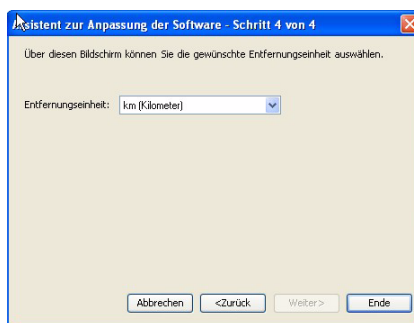 Assistent zur Anpassung der Software - Schritt 4 von 4
Über diesen Bildschirm können Sie die gewünschte Entfernungseinheit auswählen.
Entfernungseinheit: km (Kilometer)
Abbrechen <Zurück Weiter> Ende